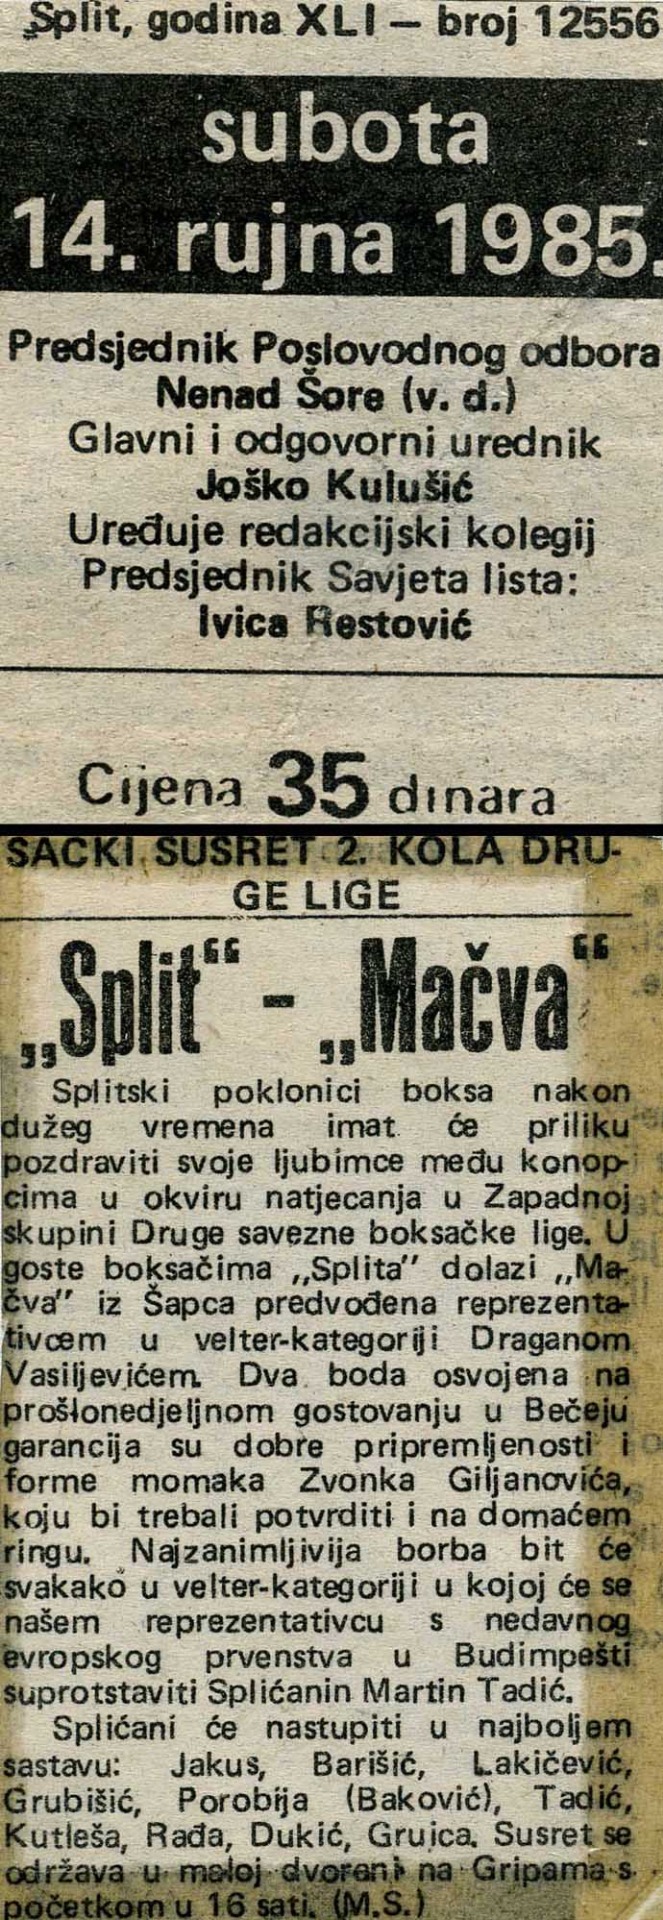 Split, godina XLI — broj 12556
subota
14. rujna 1985.
Predsjednik Poslovodnog odbora
Nenad Šore (v. d.)
Glavni i odgovorni urednik
Joško Kulušić
Uređuje redakcijski kolegij
Predsjednik Savjeta lista:
Ivica Restović
Cijena 35 dinara
SAČKI SUSRET 2. KOLA DRU-
GE LIGE
„Split“ - „Mačva“
Splitski poklonici boksa nakon
dužeg vremena imat će priliku
pozdraviti svoje ljubimce među konop-
cima u okviru natjecanja u Zapadnoj
skupini Druge savezne boksačke lige. U
goste boksačima „Splita” dolazi „Ma-
čva” iz Šapca predvođena reprezenta-
tivcem u velter-kategoriji Draganom
Vasiljevićem. Dva boda osvojena na
prošlonedjeljnom gostovanju u Bečeju
garancija su dobre pripremljenosti i
forme momaka Zvonka Giljanovića,
koju bi trebali potvrditi i na domaćem
ringu. Najzanimljivija borba bit će
svakako u velter-kategoriji u kojoj će se
našem reprezentativcu s nedavnog
evropskog prvenstva u Budimpešti
suprotstaviti Splićanin Martin Tadić.
Splićani će nastupiti u najboljem
sastavu: Jakus, Barišić, Lakičević,
Grubišić, Porobija (Baković), Tadić,
Kutleša, Rađa, Dukić, Grujca. Susret se
održava u maloj dvorani na Gripama s
početkom u 16 sati. (M.S.)